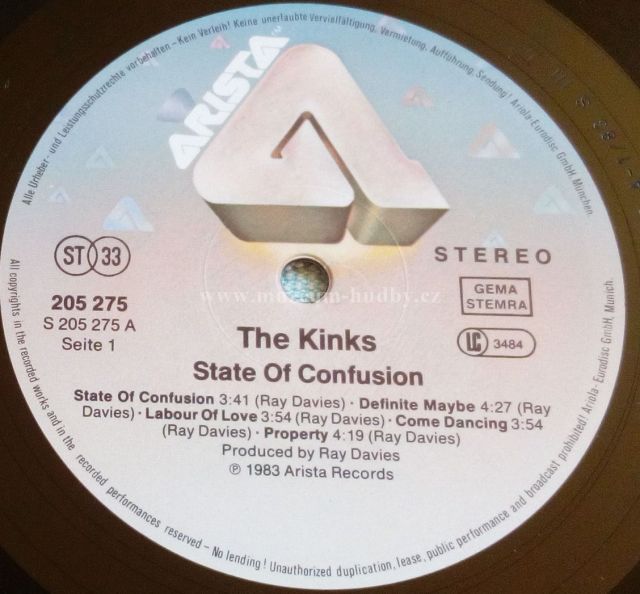 Alle Urheber- und Leistungsschutzrechte vorbehalten – Kein Verleih! Keine unerlaubte Vervielfältigung, Vermietung, Aufführung, Sendung! Ariola-Eurodisc GmbH, München.
ARISTA
STEREO
ST 33
GEMA
STEMRA
205 275
S 205 275 A
Seite 1
LC 3484
www.muzeum-hudby.cz
The Kinks
State Of Confusion
State Of Confusion 3:41 (Ray Davies) · Definite Maybe 4:27 (Ray
Davies) · Labour Of Love 3:54 (Ray Davies) · Come Dancing 3:54
(Ray Davies) · Property 4:19 (Ray Davies)
Produced by Ray Davies
℗ 1983 Arista Records
All copyrights in the recorded works and in the recorded performances reserved – No lending! Unauthorized duplication, lease, public performance and broadcast prohibited! Ariola-Eurodisc GmbH, Munich.